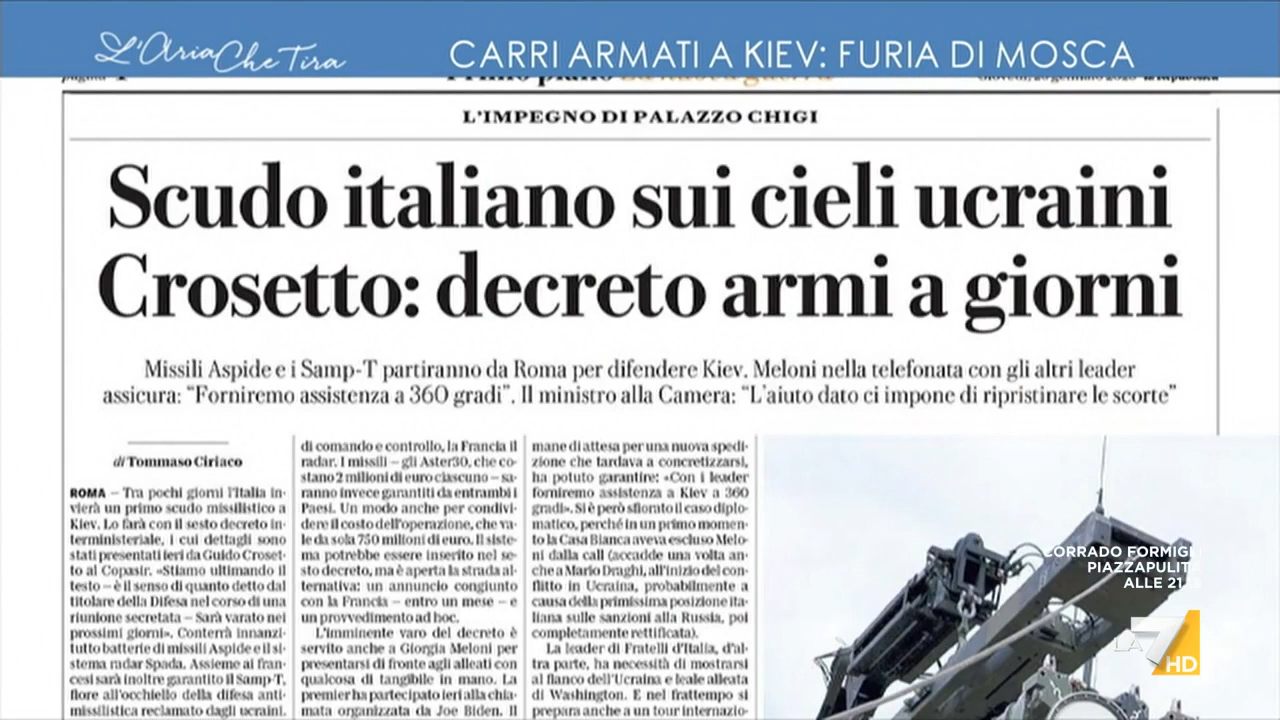 L'Aria Che Tira
CARRI ARMATI A KIEV: FURIA DI MOSCA
L'IMPEGNO DI PALAZZO CHIGI
Scudo italiano sui cieli ucraini
Crosetto: decreto armi a giorni
Missili Aspide e i Samp-T partiranno da Roma per difendere Kiev. Meloni nella telefonata con gli altri leader
assicura: “Forniremo assistenza a 360 gradi”. Il ministro alla Camera: “L'aiuto dato ci impone di ripristinare le scorte”
di Tommaso Ciriaco
ROMA – Tra pochi giorni l'Italia in-
vierà un primo scudo missilistico a
Kiev. Lo farà con il sesto decreto in-
terministeriale, i cui dettagli sono
stati presentati ieri da Guido Croset-
to al Copasir. «Stiamo ultimando il
testo – è il senso di quanto detto dal
titolare della Difesa nel corso di una
riunione secretata – Sarà varato nei
prossimi giorni». Conterrà innanzi-
tutto batterie di missili Aspide e il si-
stema radar Spada. Assieme ai fran-
cesi sarà inoltre garantito il Samp-T,
fiore all'occhiello della difesa anti-
missilistica reclamato dagli ucraini.
di comando e controllo, la Francia il
radar. I missili – gli Aster30, che co-
stano 2 milioni di euro ciascuno – sa-
ranno invece garantiti da entrambi i
Paesi. Un modo anche per condivi-
dere il costo dell'operazione, che va-
le da sola 750 milioni di euro. Il siste-
ma potrebbe essere inserito nel se-
sto decreto, ma è aperta la strada al-
ternativa: un annuncio congiunto
con la Francia – entro un mese – e
un provvedimento ad hoc.
L'imminente varo del decreto è
servito anche a Giorgia Meloni per
presentarsi di fronte agli alleati con
qualcosa di tangibile in mano. La
premier ha partecipato ieri alla chia-
mata organizzata da Joe Biden. Il
mane di attesa per una nuova spedi-
zione che tardava a concretizzarsi,
ha potuto garantire: «Con i leader
forniremo assistenza a Kiev a 360
gradi». Si è però sfiorato il caso diplo-
matico, perché in un primo momen-
to la Casa Bianca aveva escluso Melo-
ni dalla call (accadde una volta an-
che a Mario Draghi, all'inizio del con-
flitto in Ucraina, probabilmente a
causa della primissima posizione ita-
liana sulle sanzioni alla Russia, poi
completamente rettificata).
La leader di Fratelli d'Italia, d'al-
tra parte, ha necessità di mostrarsi
al fianco dell'Ucraina e leale alleata
di Washington. E nel frattempo si
prepara anche a un tour internazio-
CORRADO FORMIGLI
PIAZZAPULITA
ALLE
LA7
HD